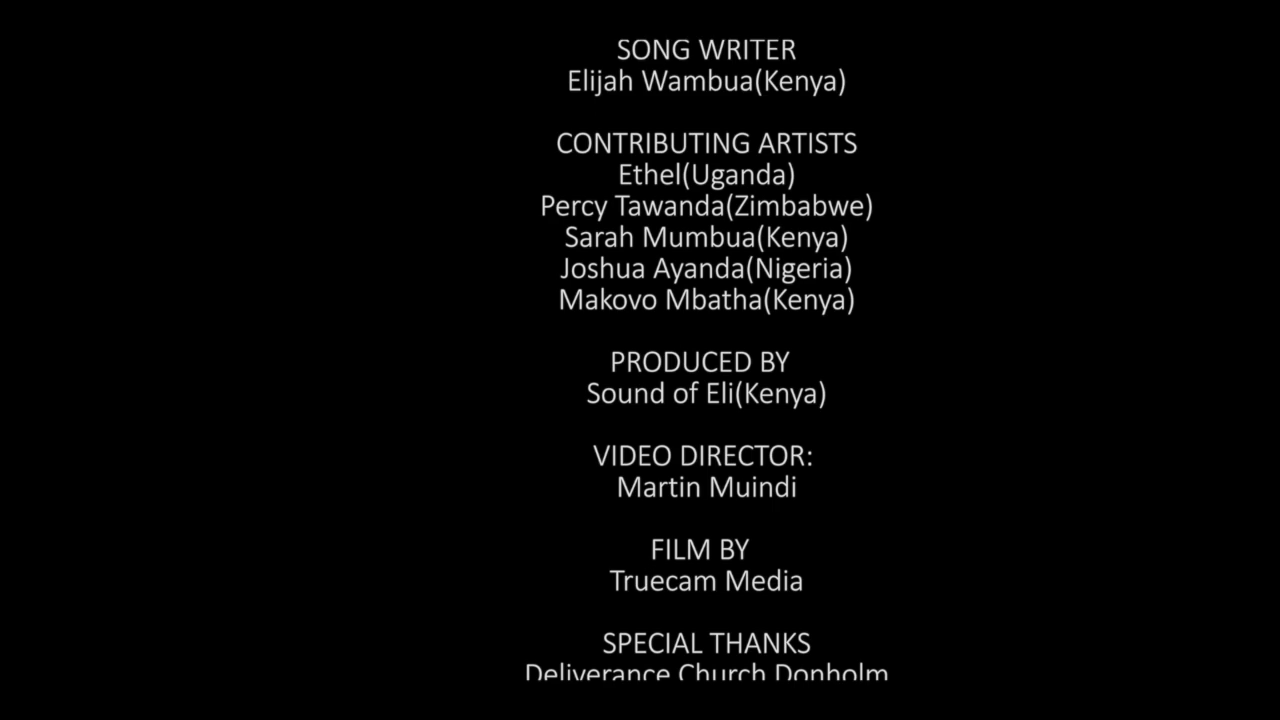 SONG WRITER
Elijah Wambua(Kenya)
CONTRIBUTING ARTISTS
Ethel(Uganda)
Percy Tawanda(Zimbabwe)
Sarah Mumbua(Kenya)
Joshua Ayanda(Nigeria)
Makovo Mbatha(Kenya)
PRODUCED BY
Sound of Eli(Kenya)
VIDEO DIRECTOR:
Martin Muindi
FILM BY
Truecam Media
SPECIAL THANKS
Deliverance Church Donholm